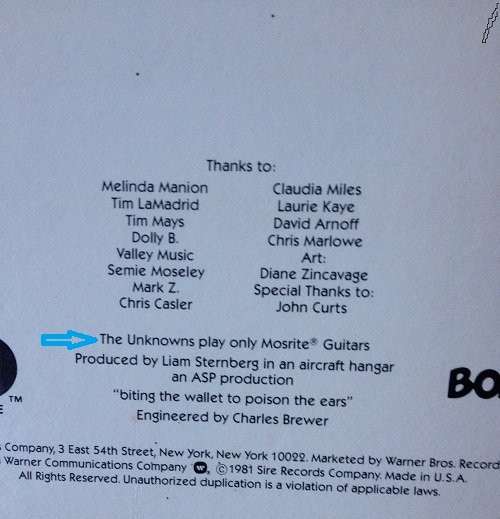 Thanks to:
Melinda Manion
Tim LaMadrid
Tim Mays
Dolly B.
Valley Music
Semie Moseley
Mark Z.
Chris Casler
Claudia Miles
Laurie Kaye
David Arnoff
Chris Marlowe
Art:
Diane Zincavage
Special Thanks to:
John Curts
The Unknowns play only Mosrite® Guitars
Produced by Liam Sternberg in an aircraft hangar
an ASP production
"biting the wallet to poison the ears"
Engineered by Charles Brewer
TM
E
BO
s Company, 3 East 54th Street, New York, New York 10022. Marketed by Warner Bros. Record
Warner Communications Company ⓦ, ©1981 Sire Records Company. Made in U.S.A.
All Rights Reserved. Unauthorized duplication is a violation of applicable laws.